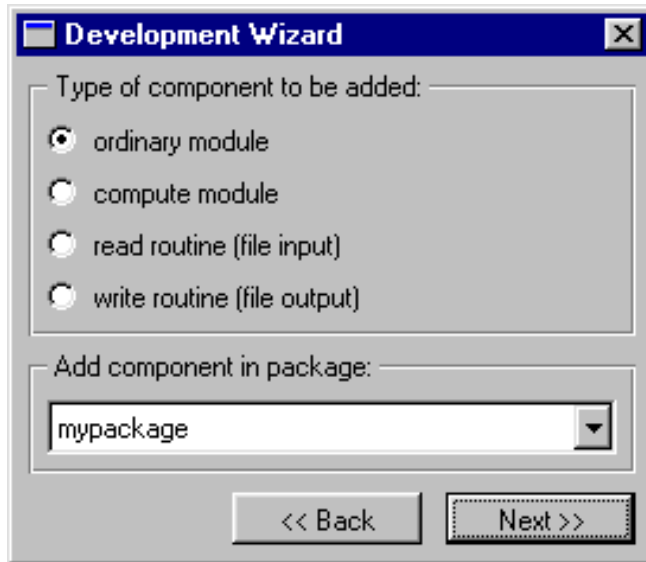 Development Wizard
Type of component to be added:
ordinary module
compute module
read routine (file input)
write routine (file output)
Add component in package:
mypackage
<< Back
Next >>